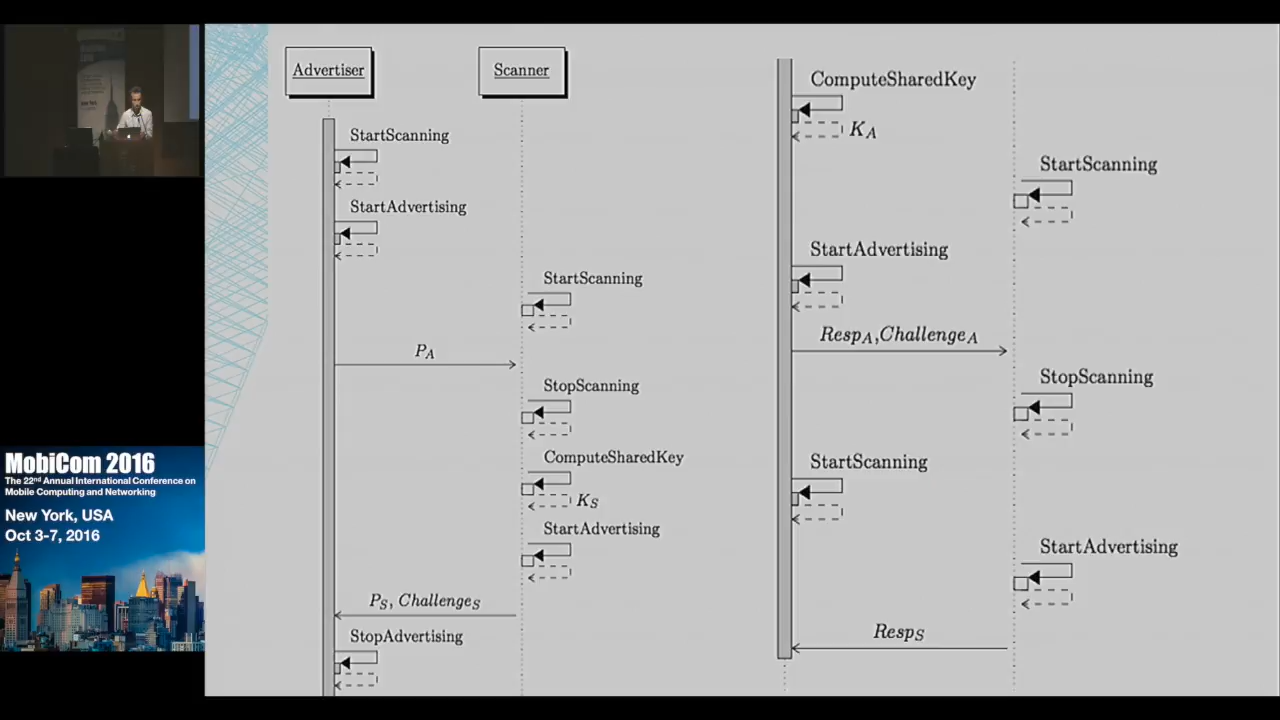 Advertiser
Scanner
StartScanning
StartAdvertising
StartScanning
P_A
StopScanning
ComputeSharedKey
K_S
StartAdvertising
P_S, Challenge_S
StopAdvertising
ComputeSharedKey
K_A
StartScanning
StartAdvertising
Resp_A,Challenge_A
StopScanning
StartScanning
StartAdvertising
Resp_S
MobiCom 2016
The 22nd Annual International Conference on
Mobile Computing and Networking
New York, USA
Oct 3-7, 2016